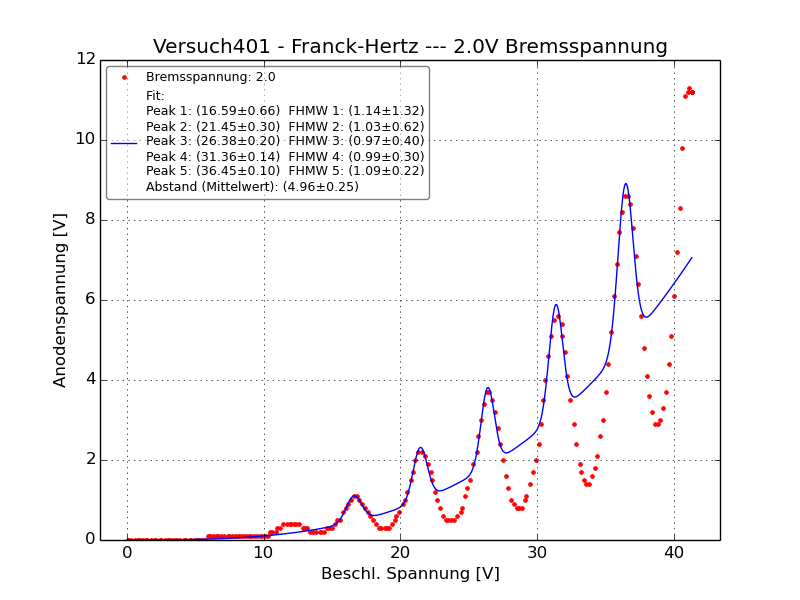 Versuch401 - Franck-Hertz --- 2.0V Bremsspannung
12
10
8
6
4
2
0
Anodenspannung [V]
Bremsspannung: 2.0
Fit:
Peak 1: (16.59±0.66) FHMW 1: (1.14±1.32)
Peak 2: (21.45±0.30) FHMW 2: (1.03±0.62)
Peak 3: (26.38±0.20) FHMW 3: (0.97±0.40)
Peak 4: (31.36±0.14) FHMW 4: (0.99±0.30)
Peak 5: (36.45±0.10) FHMW 5: (1.09±0.22)
Abstand (Mittelwert): (4.96±0.25)
0 10 20 30 40
Beschl. Spannung [V]